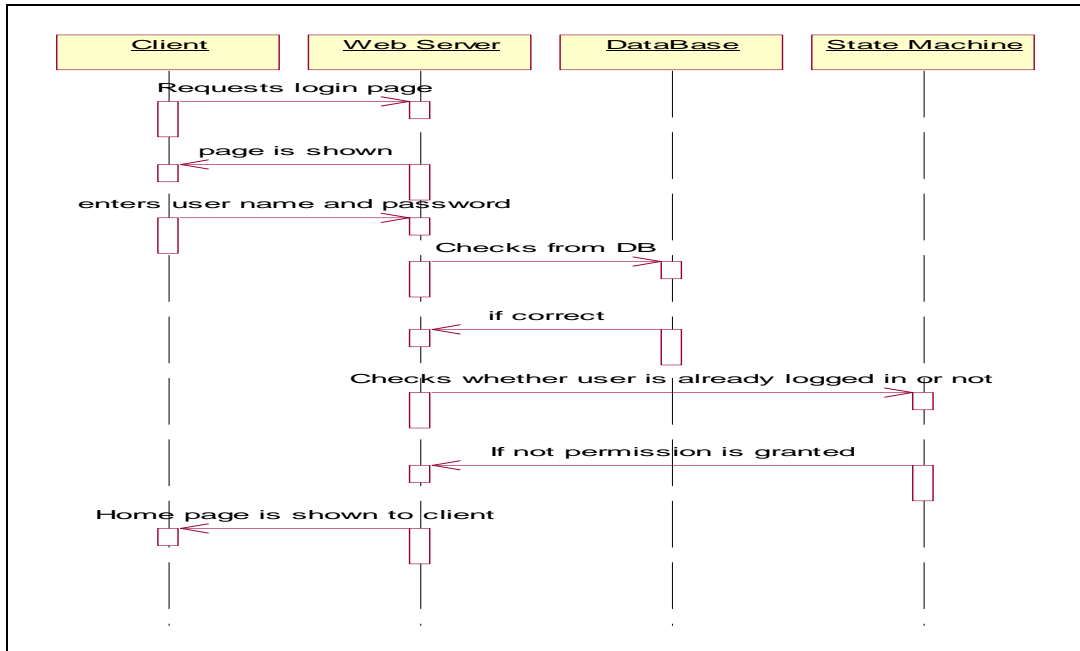 Client
Web Server
DataBase
State Machine
Requests login page
page is shown
enters user name and password
Checks from DB
if correct
Checks whether user is already logged in or not
If not permission is granted
Home page is shown to client